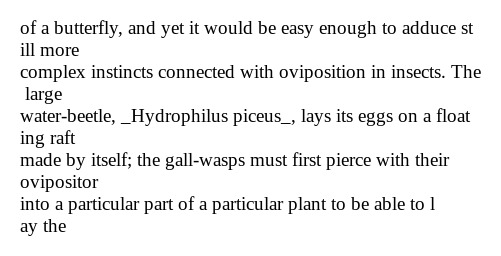 of a butterfly, and yet it would be easy enough to adduce st
ill more
complex instincts connected with oviposition in insects. The
 large
water-beetle, _Hydrophilus piceus_, lays its eggs on a float
ing raft
made by itself; the gall-wasps must first pierce with their
ovipositor
into a particular part of a particular plant to be able to l
ay the